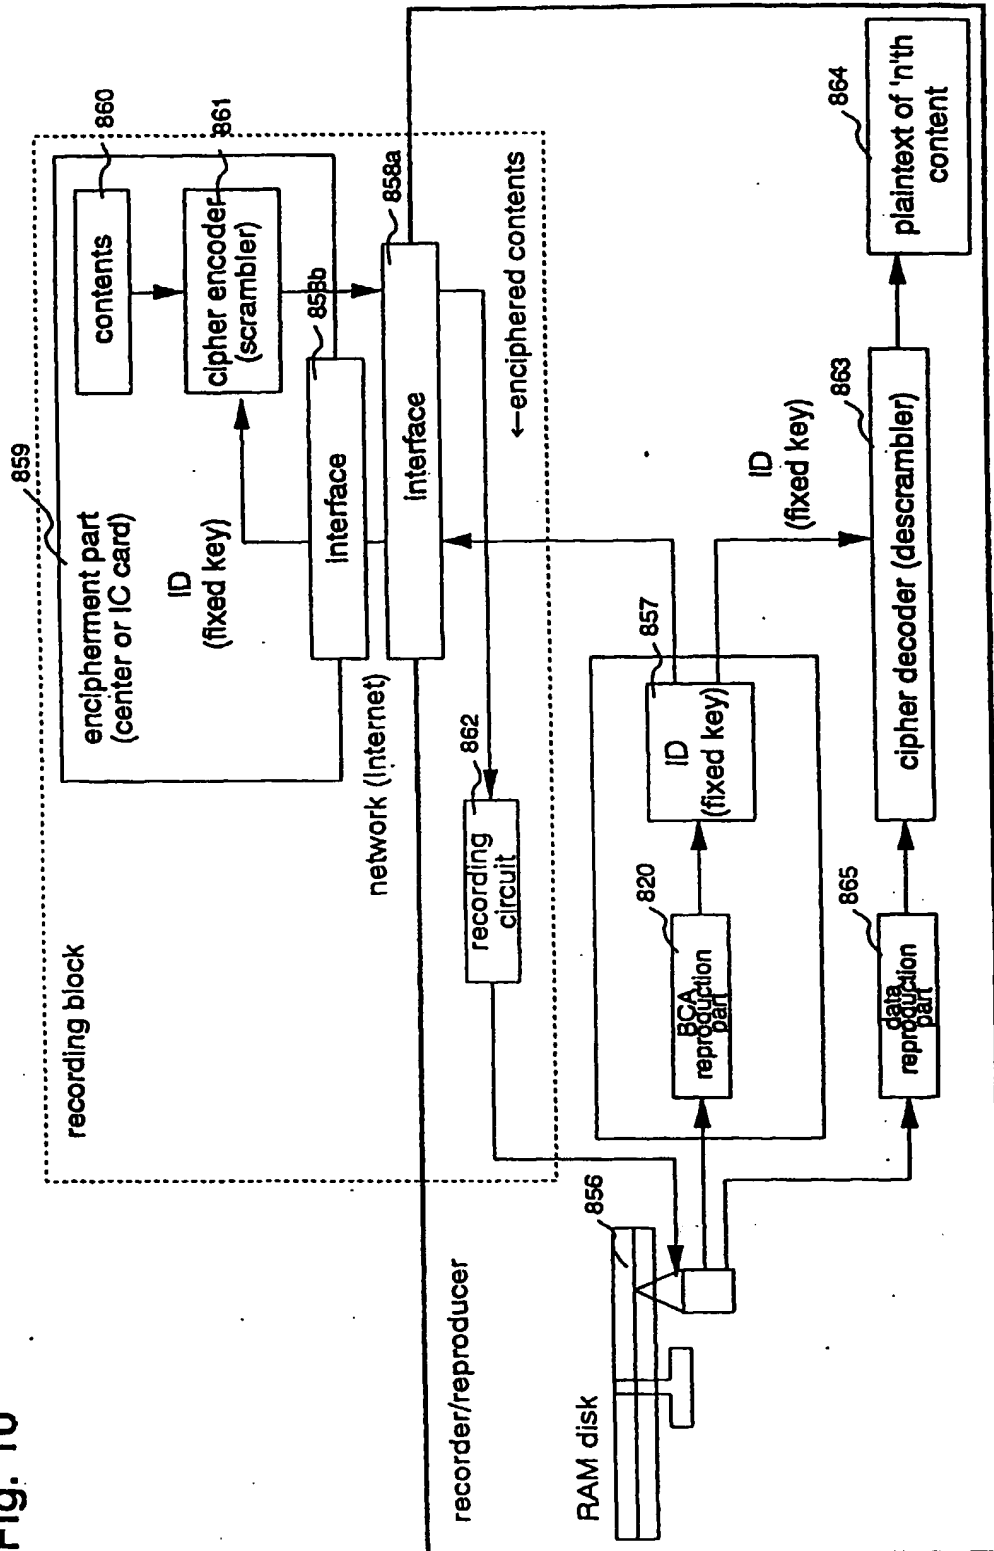 Fig. 10
recording block
859
encipherment part
(center or IC card)
860
contents
861
cipher encoder
(scrambler)
ID
(fixed key)
858b
interface
network (Internet)
858a
interface
←enciphered contents
862
recording
circuit
recorder/reproducer
RAM disk
856
820
BCA
reproduction
part
857
ID
(fixed key)
ID
(fixed key)
865
data
reproduction
part
863
cipher decoder (descrambler)
864
plaintext of 'n'th
content